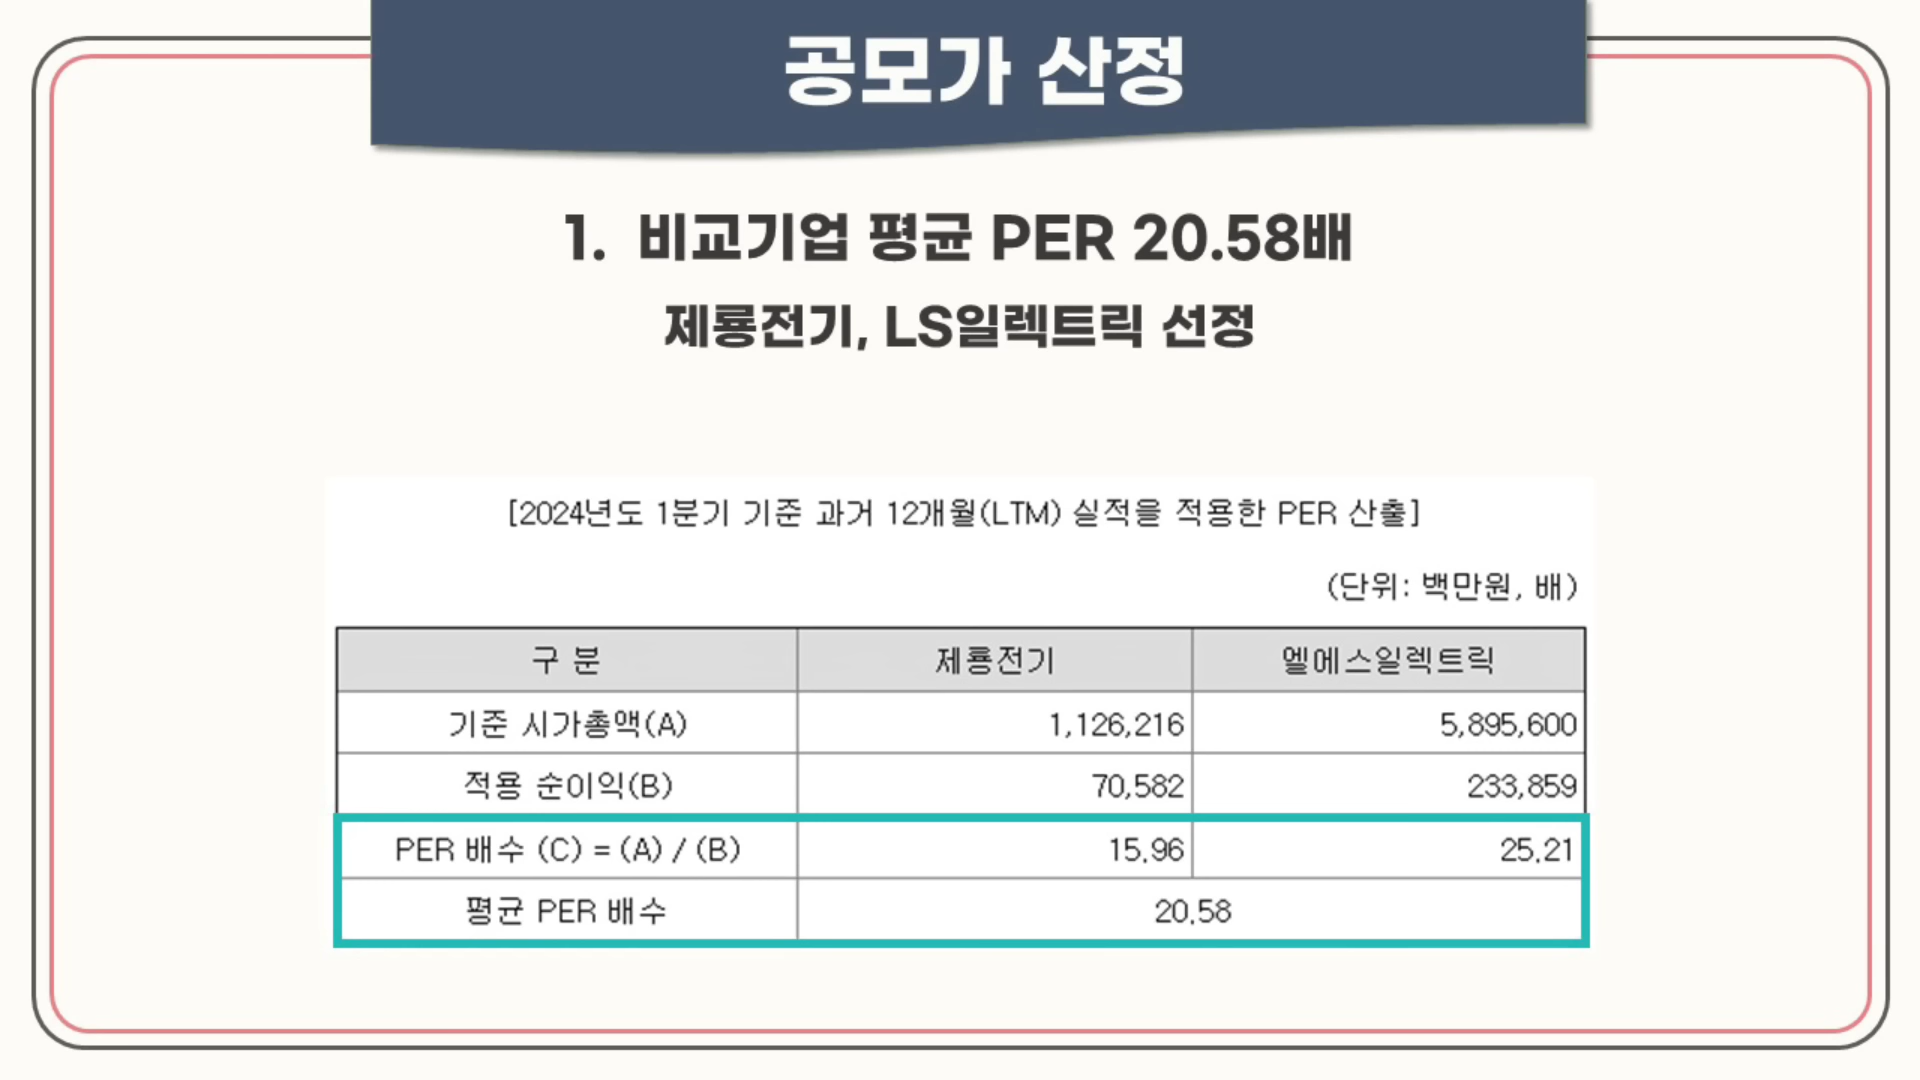 공모가 산정
1. 비교기업 평균 PER 20.58배
제룡전기, LS일렉트릭 선정
[2024년도 1분기 기준 과거 12개월(LTM) 실적을 적용한 PER 산출]
(단위: 백만원, 배)
구 분 제룡전기 엘에스일렉트릭
기준 시가총액(A) 1,126,216 5,895,600
적용 순이익(B) 70,582 233,859
PER 배수 (C) = (A) / (B) 15.96 25.21
평균 PER 배수 20.58